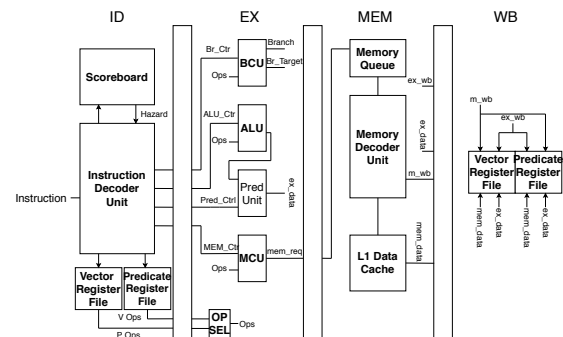 ID
EX
MEM
WB
Scoreboard
Hazard
Instruction
Instruction
Decoder
Unit
Vector
Register
File
Predicate
Register
File
V Ops
P Ops
Br_Ctr
Ops
BCU
Branch
Br_Target
ALU_Ctr
Ops
ALU
Pred_Ctrl
Pred
Unit
ex_data
MEM_Ctr
Ops
MCU
mem_req
OP
SEL
Ops
Memory
Queue
ex_wb
Memory
Decoder
Unit
ex_data
m_wb
L1 Data
Cache
mem_data
m_wb
ex_wb
Vector
Register
File
Predicate
Register
File
mem_data
ex_data
mem_data
ex_data